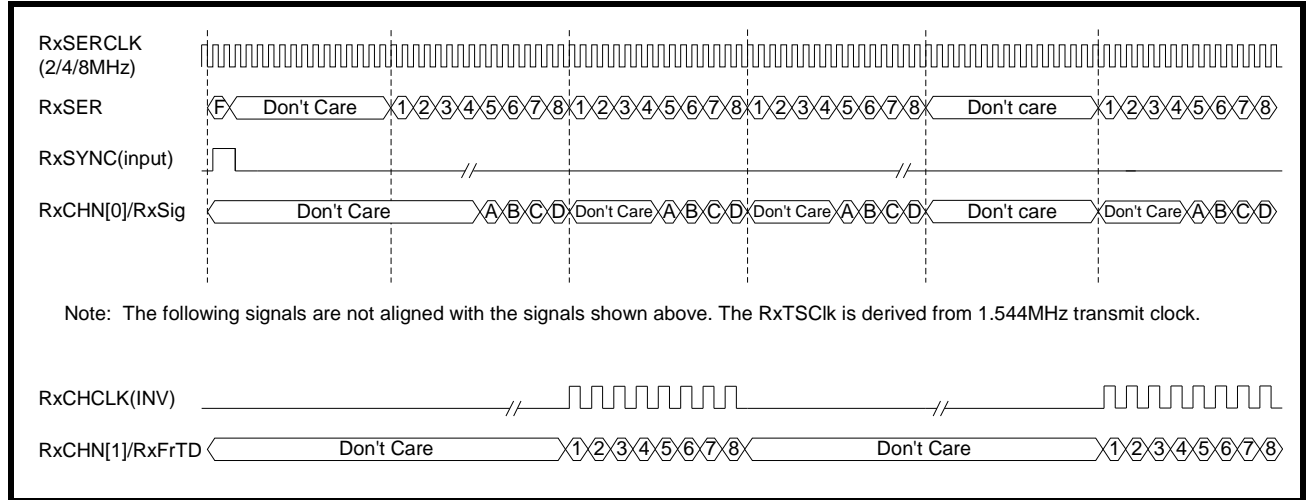 RxSERCLK
(2/4/8MHz)
RxSER
F Don't Care 1 2 3 4 5 6 7 8 1 2 3 4 5 6 7 8 1 2 3 4 5 6 7 8 Don't care 1 2 3 4 5 6 7 8
RxSYNC(input)
RxCHN[0]/RxSig
Don't Care A B C D Don't Care A B C D Don't Care A B C D Don't care Don't Care A B C D
Note: The following signals are not aligned with the signals shown above. The RxTSClk is derived from 1.544MHz transmit clock.
RxCHCLK(INV)
RxCHN[1]/RxFrTD
Don't Care 1 2 3 4 5 6 7 8 Don't Care 1 2 3 4 5 6 7 8